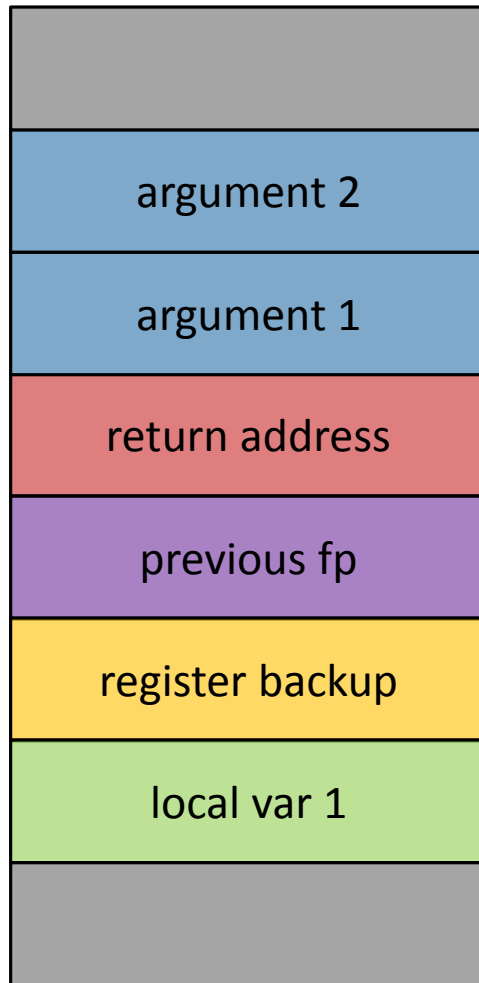 argument 2
argument 1
return address
previous fp
register backup
local var 1